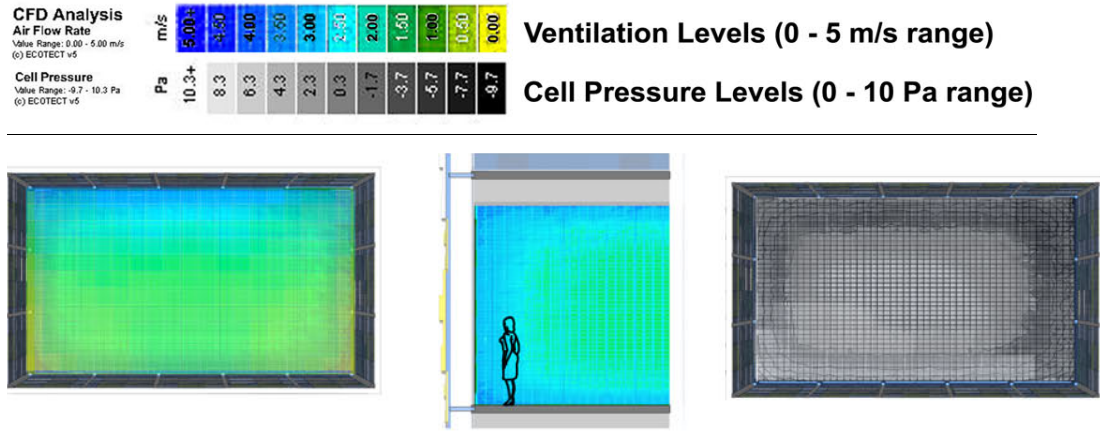 CFD Analysis
Air Flow Rate
Value Range: 0.00 - 5.00 m/s
(c) ECOTECT v5
m/s
5.00+
4.50
4.00
3.50
3.00
2.50
2.00
1.50
1.00
0.50
0.00
Ventilation Levels (0 - 5 m/s range)
Cell Pressure
Value Range: -9.7 - 10.3 Pa
(c) ECOTECT v5
Pa
10.3+
8.3
6.3
4.3
2.3
0.3
-1.7
-3.7
-5.7
-7.7
-9.7
Cell Pressure Levels (0 - 10 Pa range)